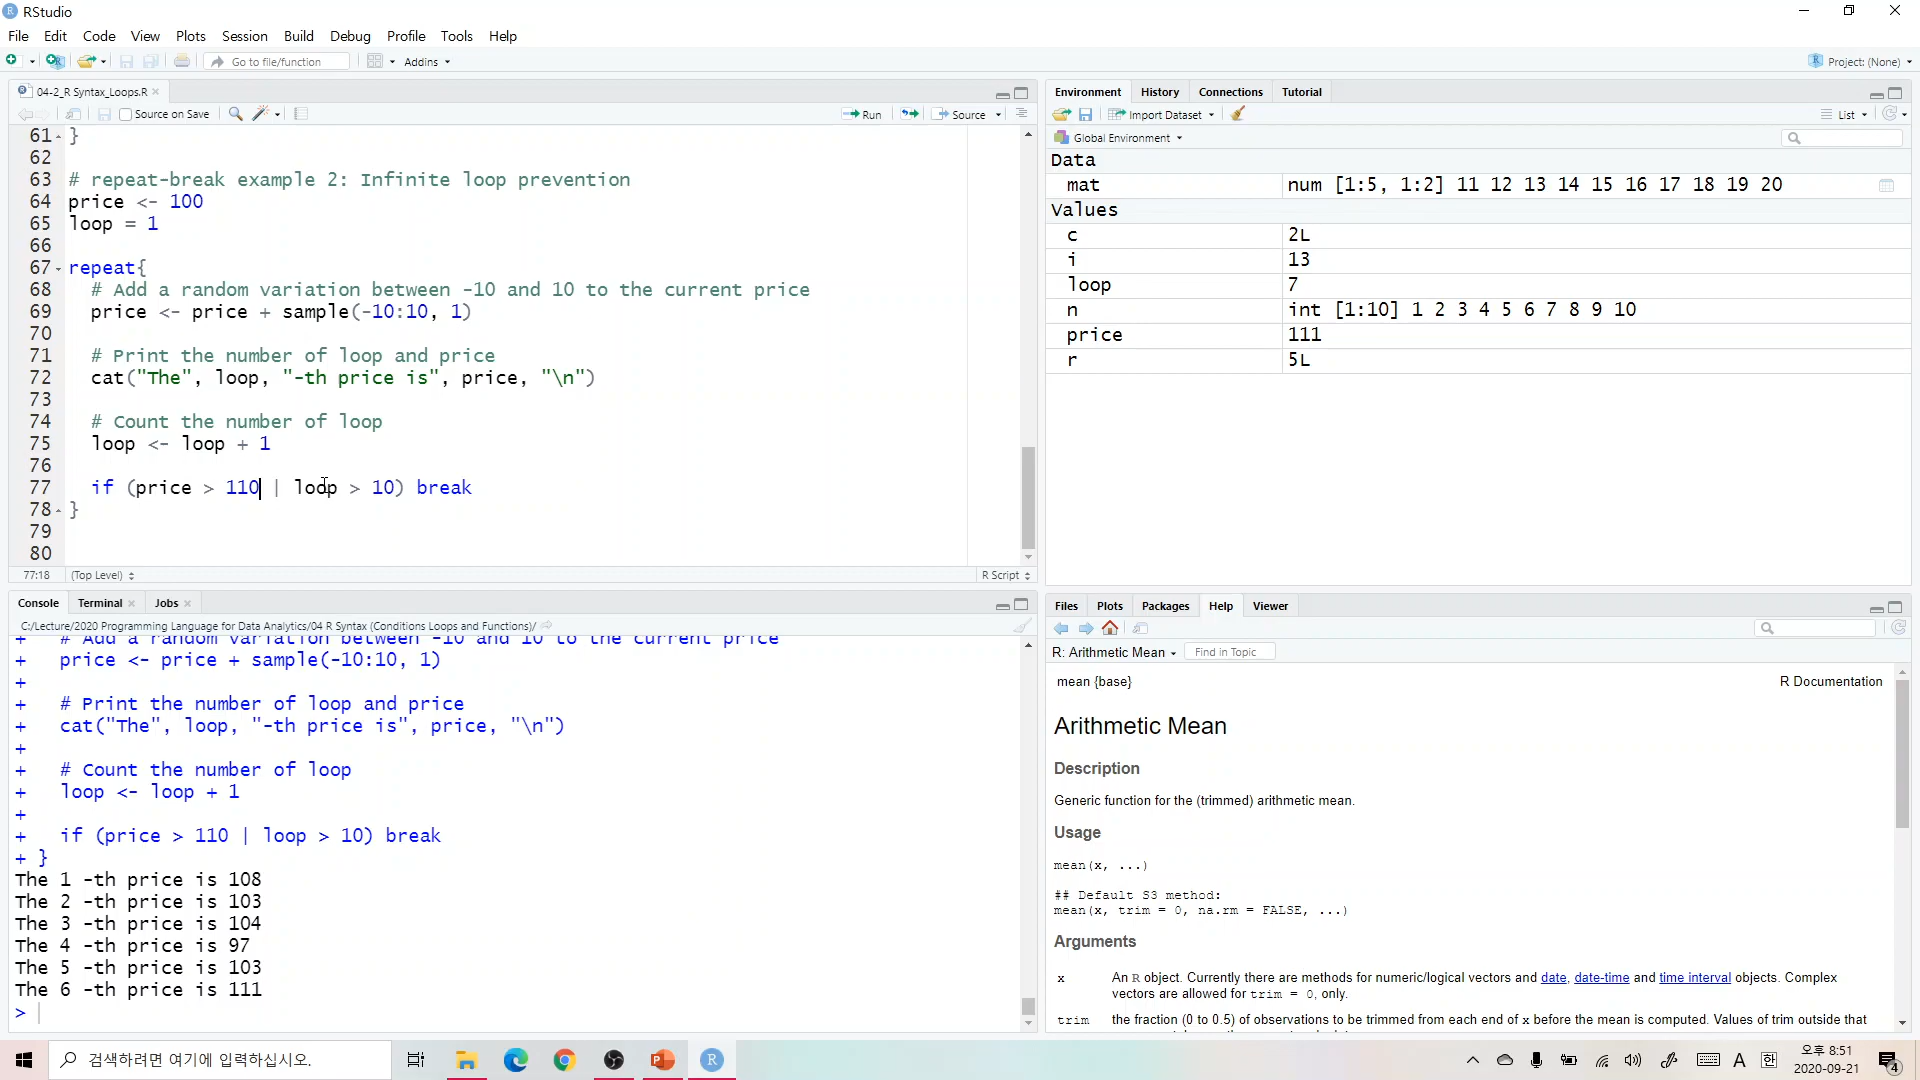 RStudio
File Edit Code View Plots Session Build Debug Profile Tools Help
Go to file/function Addins Project: (None)
04-2_R Syntax_Loops.R
Source on Save Run Source
61 }
62
63 # repeat-break example 2: Infinite loop prevention
64 price <- 100
65 loop = 1
66
67 repeat{
68 # Add a random variation between -10 and 10 to the current price
69 price <- price + sample(-10:10, 1)
70
71 # Print the number of loop and price
72 cat("The", loop, "-th price is", price, "\n")
73
74 # Count the number of loop
75 loop <- loop + 1
76
77 if (price > 110 | loop > 10) break
78 }
79
80
77:18 (Top Level) R Script
Console Terminal Jobs
C:/Lecture/2020 Programming Language for Data Analytics/04 R Syntax (Conditions Loops and Functions)/
+ # Add a random variation between -10 and 10 to the current price
+ price <- price + sample(-10:10, 1)
+
+ # Print the number of loop and price
+ cat("The", loop, "-th price is", price, "\n")
+
+ # Count the number of loop
+ loop <- loop + 1
+
+ if (price > 110 | loop > 10) break
+ }
The 1 -th price is 108
The 2 -th price is 103
The 3 -th price is 104
The 4 -th price is 97
The 5 -th price is 103
The 6 -th price is 111
>
Environment History Connections Tutorial
Import Dataset List
Global Environment
Data
mat num [1:5, 1:2] 11 12 13 14 15 16 17 18 19 20
Values
c 2L
i 13
loop 7
n int [1:10] 1 2 3 4 5 6 7 8 9 10
price 111
r 5L
Files Plots Packages Help Viewer
R: Arithmetic Mean Find in Topic
mean {base} R Documentation
Arithmetic Mean
Description
Generic function for the (trimmed) arithmetic mean.
Usage
mean(x, ...)
## Default S3 method:
mean(x, trim = 0, na.rm = FALSE, ...)
Arguments
x An R object. Currently there are methods for numeric/logical vectors and date, date-time and time interval objects. Complex
vectors are allowed for trim = 0, only.
trim the fraction (0 to 0.5) of observations to be trimmed from each end of x before the mean is computed. Values of trim outside that
검색하려면 여기에 입력하십시오.
A 한 오후 8:51
2020-09-21
4